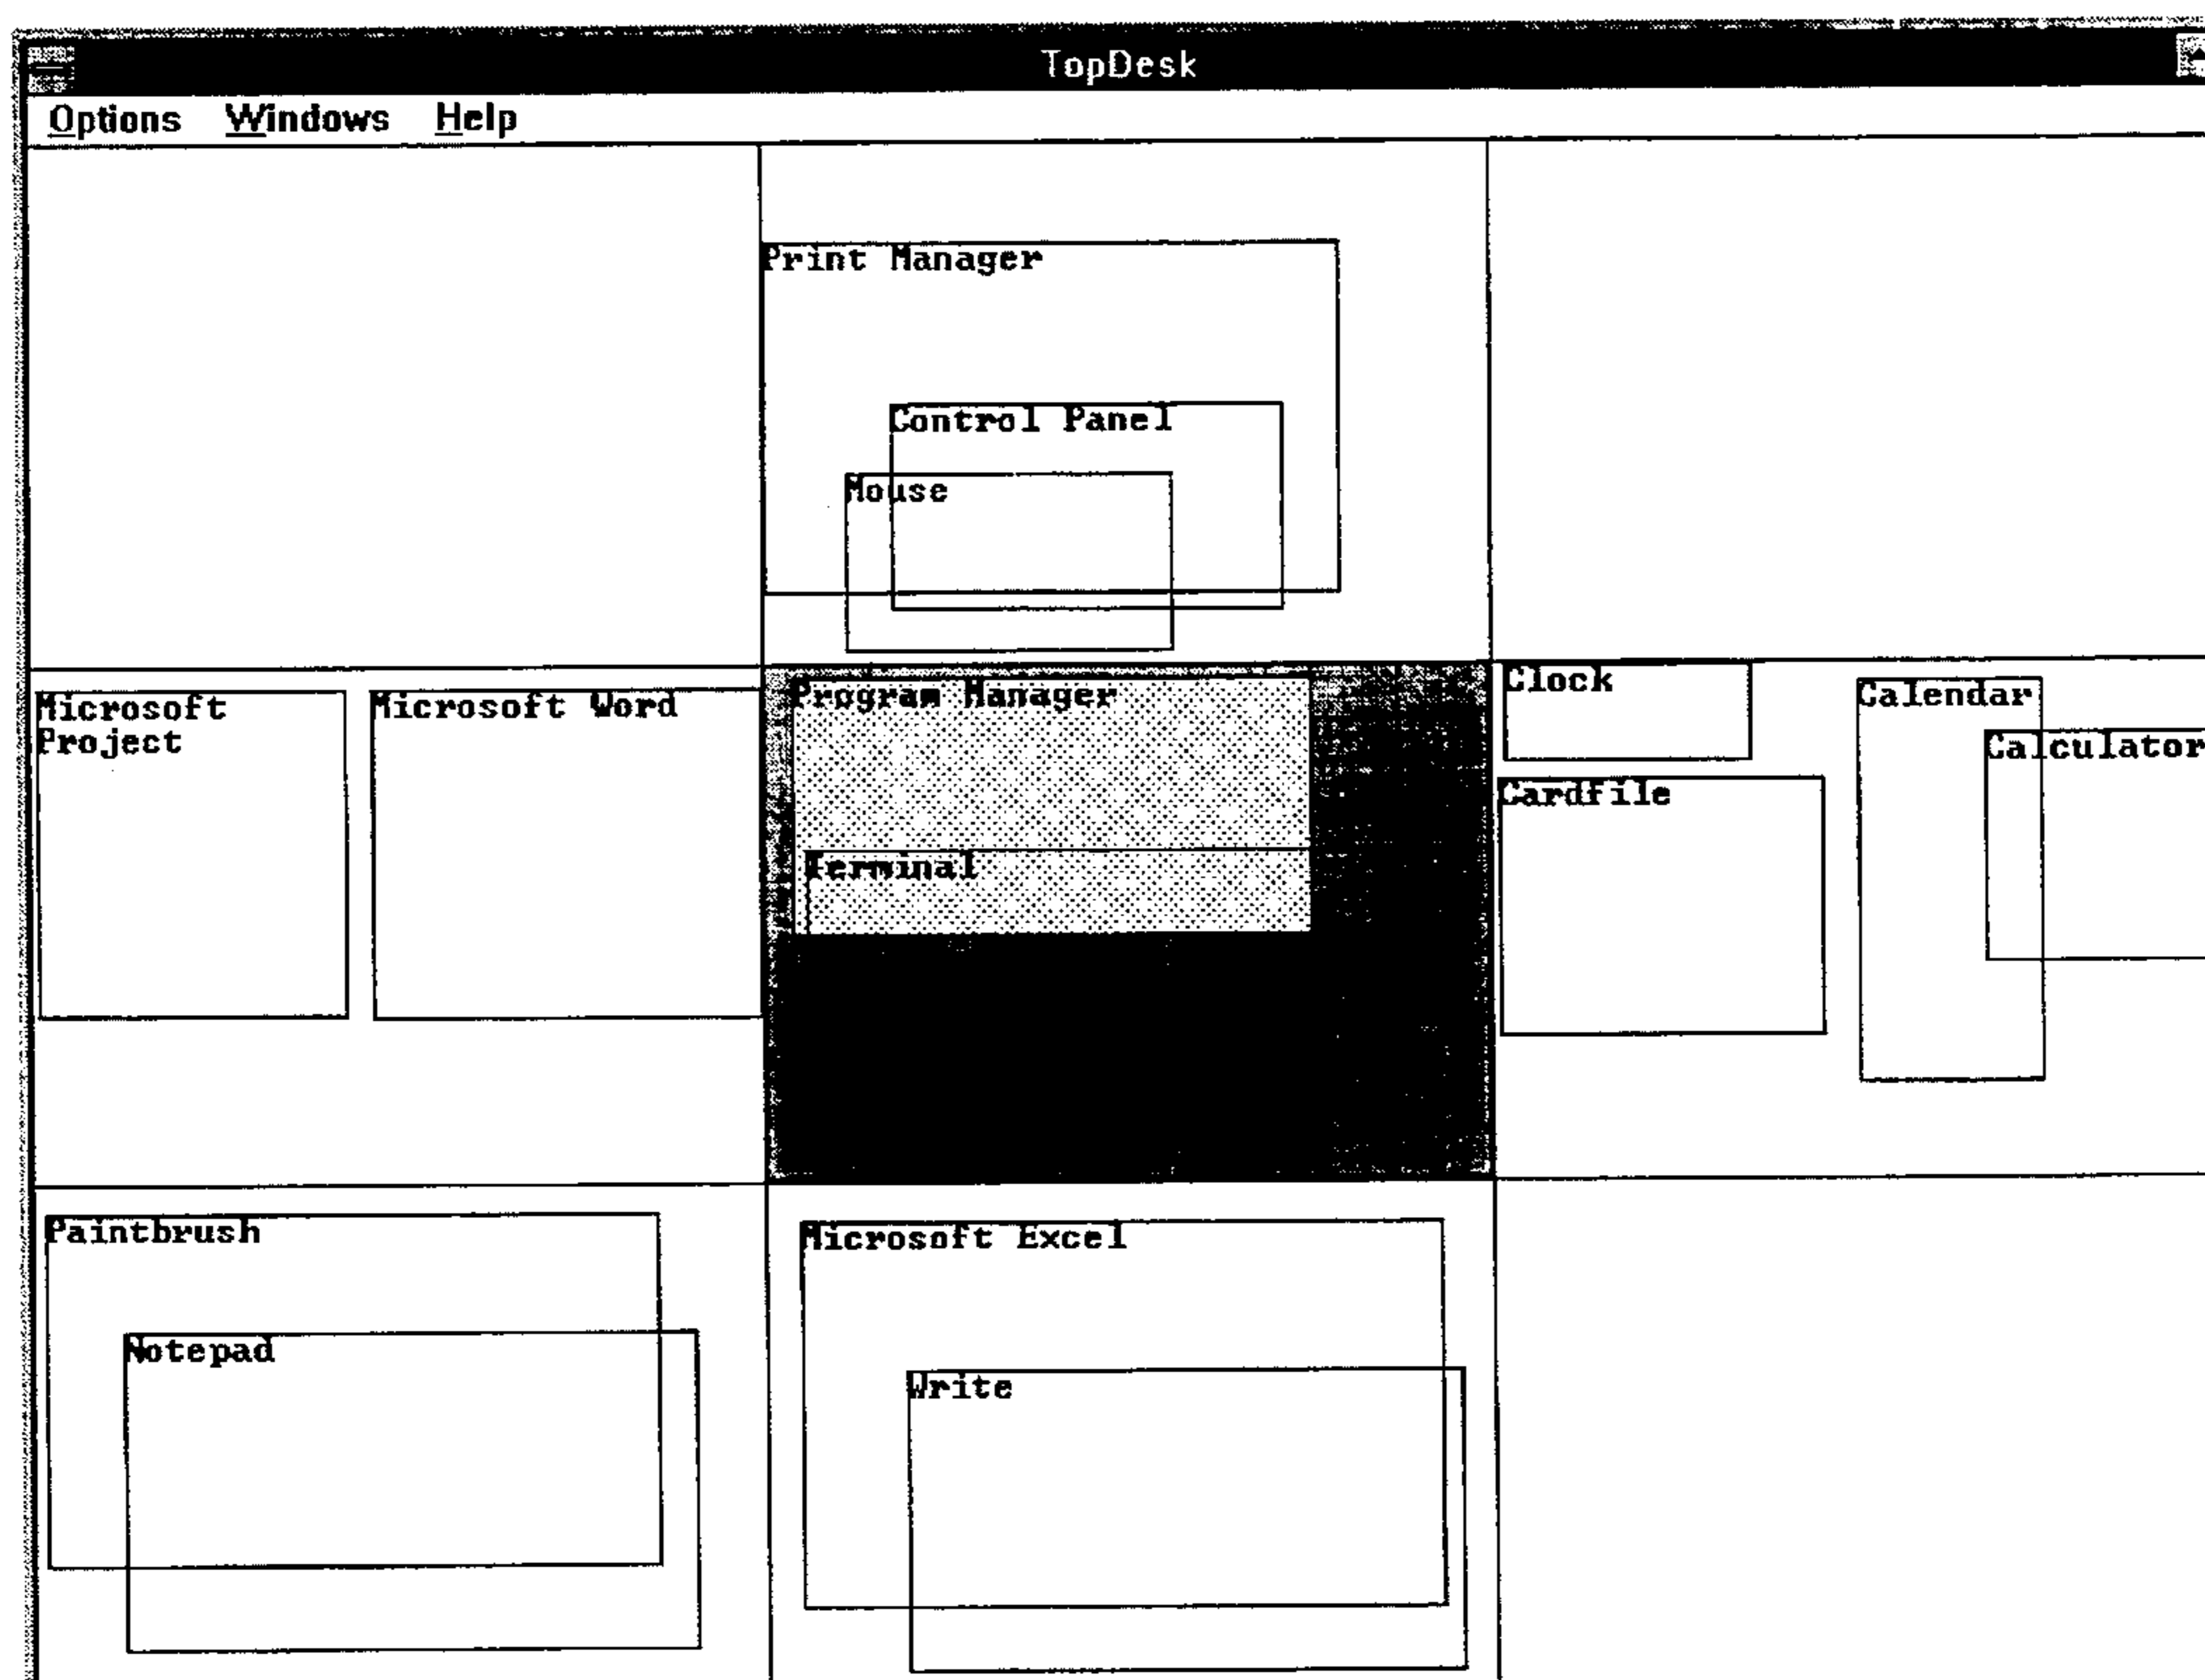 TopDesk
Options Windows Help
Print Manager
Control Panel
Mouse
Microsoft
Project
Microsoft Word
Program Manager
Terminal
Clock
Calendar
Calculator
Cardfile
Paintbrush
Notepad
Microsoft Excel
Write